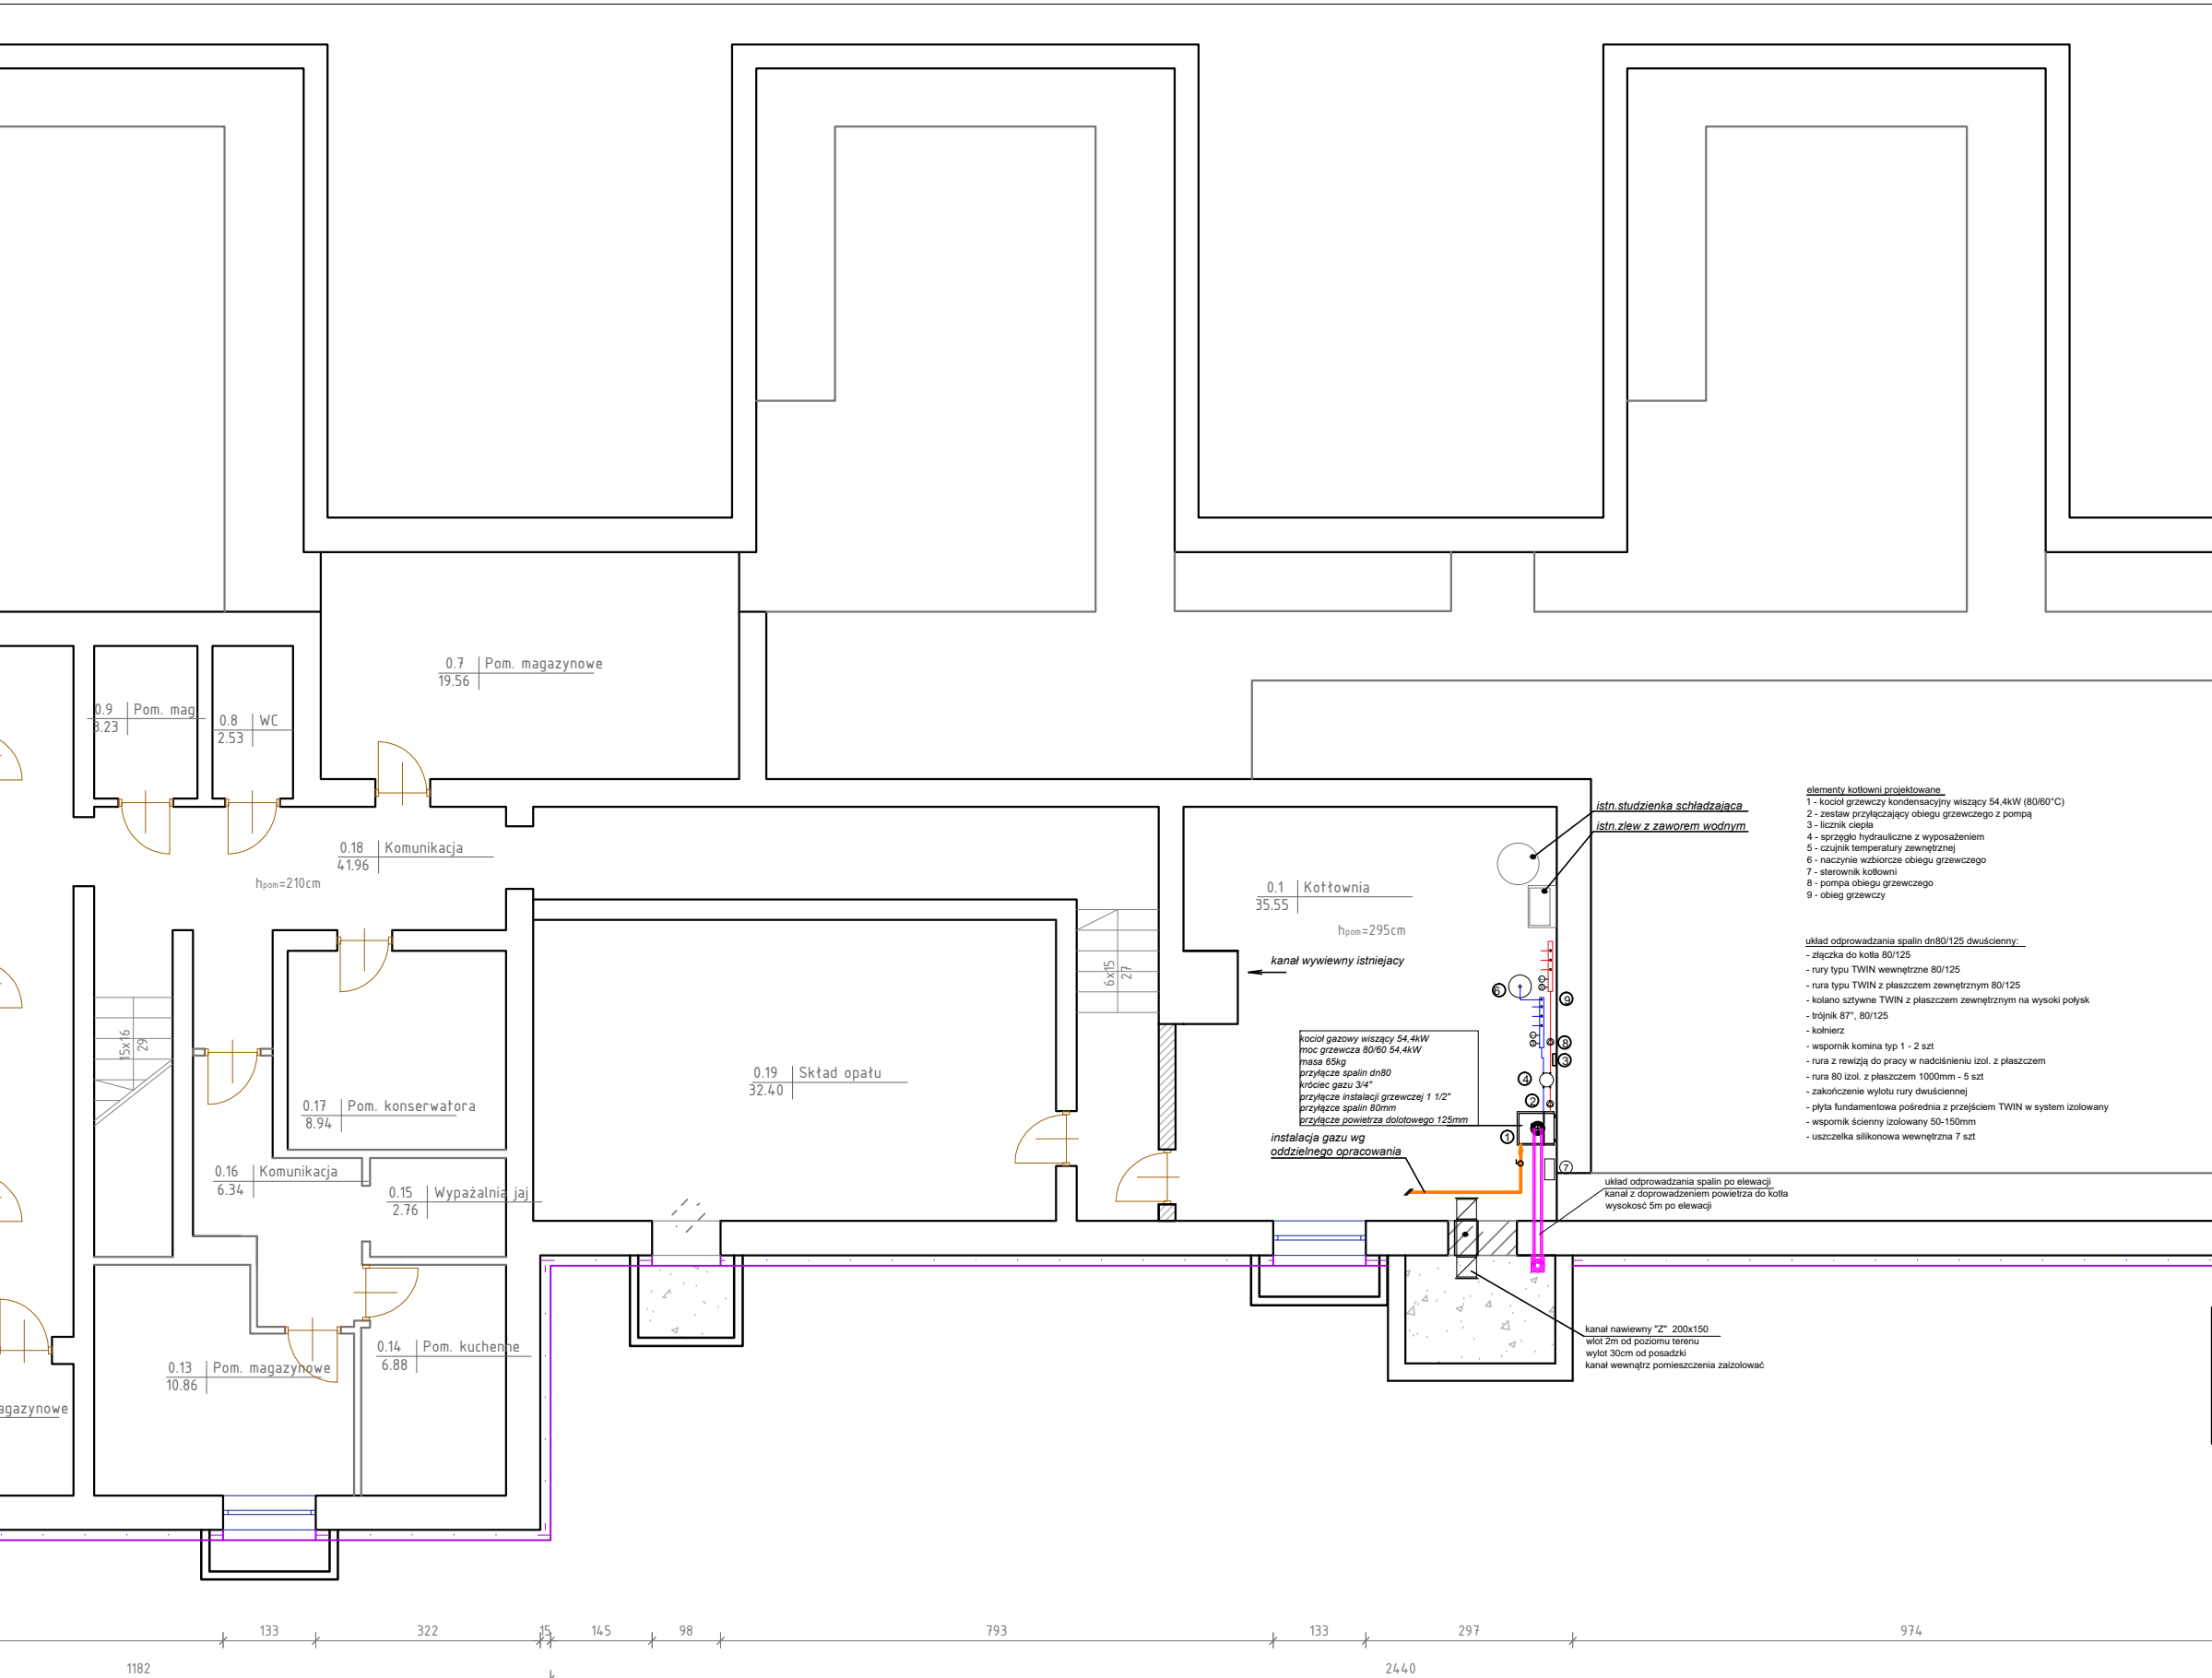 0.7 Pom. magazynowe
19.56
0.9 Pom. mag
3.23
0.8 WC
2.53
0.18 Komunikacja
41.96
hpom=210cm
15x16
29
0.17 Pom. konserwatora
8.94
0.16 Komunikacja
6.34
0.15 Wypażalnia jaj
2.76
0.14 Pom. kuchenne
6.88
0.13 Pom. magazynowe
10.86
agazynowe
0.19 Skład opału
32.40
6x15
27
0.1 Kotłownia
35.55
hpom=295cm
kanał wywiewny istniejacy
istn.studzienka schładzająca
istn.zlew z zaworem wodnym
kocioł gazowy wiszący 54,4kW
moc grzewcza 80/60 54,4kW
masa 65kg
przyłącze spalin dn80
króciec gazu 3/4"
przyłącze instalacji grzewczej 1 1/2"
przyłązce spalin 80mm
przyłącze powietrza dolotowego 125mm
instalacja gazu wg
oddzielnego opracowania
6
9
8
3
4
2
1
7
elementy kotłowni projektowane
1 - kocioł grzewczy kondensacyjny wiszący 54,4kW (80/60°C)
2 - zestaw przyłączający obiegu grzewczego z pompą
3 - licznik ciepła
4 - sprzęgło hydrauliczne z wyposażeniem
5 - czujnik temperatury zewnętrznej
6 - naczynie wzbiorcze obiegu grzewczego
7 - sterownik kotłowni
8 - pompa obiegu grzewczego
9 - obieg grzewczy
układ odprowadzania spalin dn80/125 dwuścienny:
- złączka do kotła 80/125
- rury typu TWIN wewnętrzne 80/125
- rura typu TWIN z płaszczem zewnętrznym 80/125
- kolano sztywne TWIN z płaszczem zewnętrznym na wysoki połysk
- trójnik 87°, 80/125
- kołnierz
- wspornik komina typ 1 - 2 szt
- rura z rewizją do pracy w nadciśnieniu izol. z płaszczem
- rura 80 izol. z płaszczem 1000mm - 5 szt
- zakończenie wylotu rury dwuściennej
- płyta fundamentowa pośrednia z przejściem TWIN w system izolowany
- wspornik ścienny izolowany 50-150mm
- uszczelka silikonowa wewnętrzna 7 szt
układ odprowadzania spalin po elewacji
kanał z doprowadzeniem powietrza do kotła
wysokosć 5m po elewacji
kanał nawiewny "Z" 200x150
wlot 2m od poziomu terenu
wylot 30cm od posadzki
kanał wewnątrz pomieszczenia zaizolować
133 322 15 145 98 793 133 297 974
1182 2440